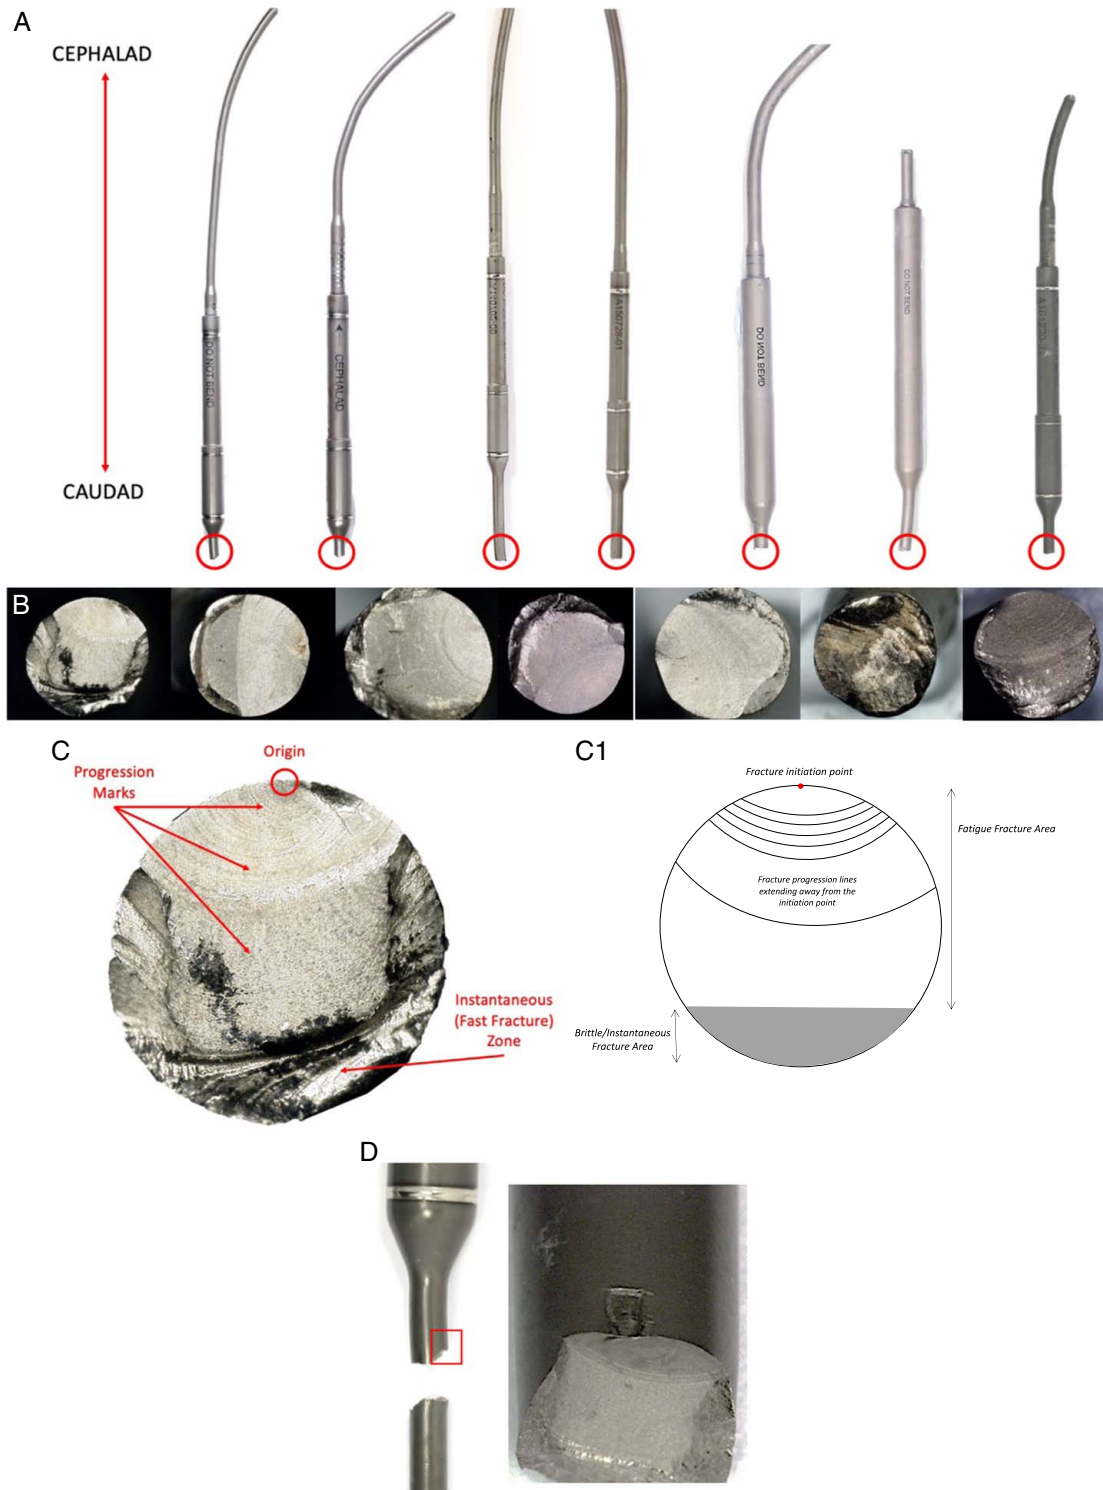 A
CEPHALAD
CAUDAD
DO NOT BEND
CEPHALAD
A150728-01
DO NOT BEND
DO NOT BEND
B
C
Origin
Progression
Marks
Instantaneous
(Fast Fracture)
Zone
C1
Fracture initiation point
Fatigue Fracture Area
Fracture progression lines
extending away from the
initiation point
Brittle/Instantaneous
Fracture Area
D